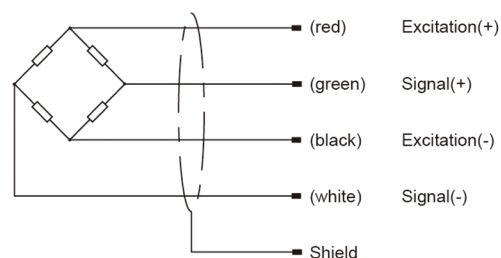 (red) Excitation(+)
(green) Signal(+)
(black) Excitation(-)
(white) Signal(-)
Shield